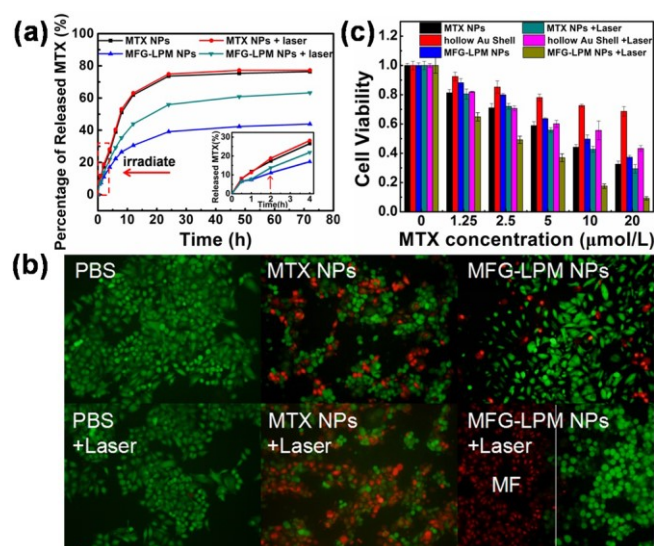 (a)
Percentage of Released MTX (%)
100
80
60
40
20
0
MTX NPs
MTX NPs + laser
MFG-LPM NPs
MFG-LPM NPs + laser
irradiate
Released MTX(%)
30
20
10
0
0 1 2 3 4
Time(h)
0 10 20 30 40 50 60 70 80
Time (h)
(c)
Cell Viability
1.2
1.0
0.8
0.6
0.4
0.2
0.0
MTX NPs
hollow Au Shell
MFG-LPM NPs
MTX NPs +Laser
hollow Au Shell +Laser
MFG-LPM NPs +Laser
0 1.25 2.5 5 10 20
MTX concentration (μmol/L)
(b)
PBS
MTX NPs
MFG-LPM NPs
PBS
+Laser
MTX NPs
+Laser
MFG-LPM NPs
+Laser
MF